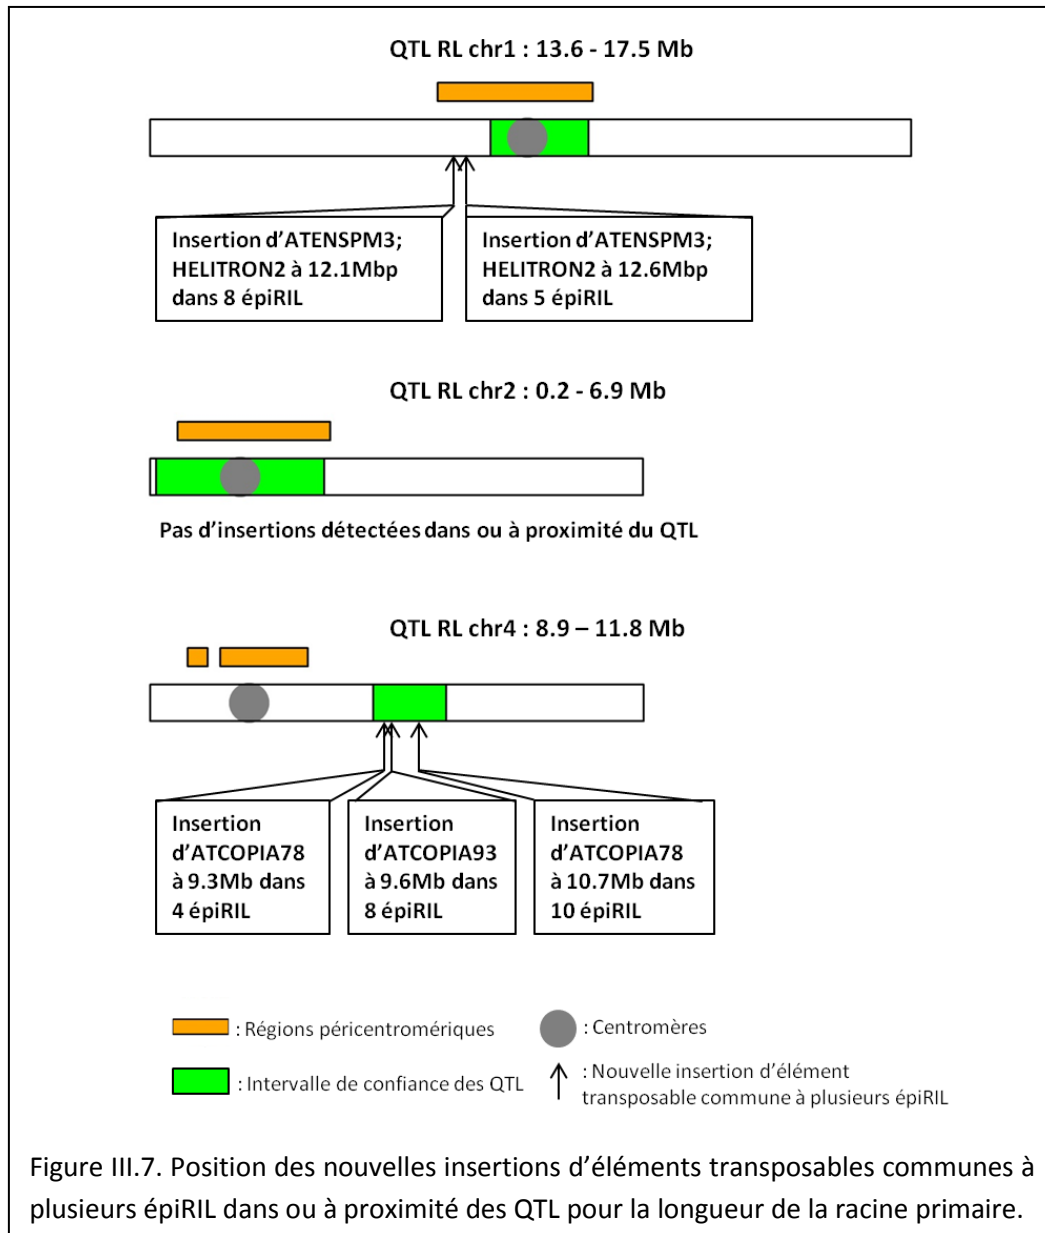 QTL RL chr1 : 13.6 - 17.5 Mb
Insertion d’ATENSPM3;
HELITRON2 à 12.1Mbp
dans 8 épiRIL
Insertion d’ATENSPM3;
HELITRON2 à 12.6Mbp
dans 5 épiRIL
QTL RL chr2 : 0.2 - 6.9 Mb
Pas d’insertions détectées dans ou à proximité du QTL
QTL RL chr4 : 8.9 – 11.8 Mb
Insertion
d’ATCOPIA78
à 9.3Mb dans
4 épiRIL
Insertion
d’ATCOPIA93
à 9.6Mb dans
8 épiRIL
Insertion
d’ATCOPIA78
à 10.7Mb dans
10 épiRIL
: Régions péricentromériques
: Centromères
: Intervalle de confiance des QTL
: Nouvelle insertion d’élément
transposable commune à plusieurs épiRIL
Figure III.7. Position des nouvelles insertions d’éléments transposables communes à
plusieurs épiRIL dans ou à proximité des QTL pour la longueur de la racine primaire.